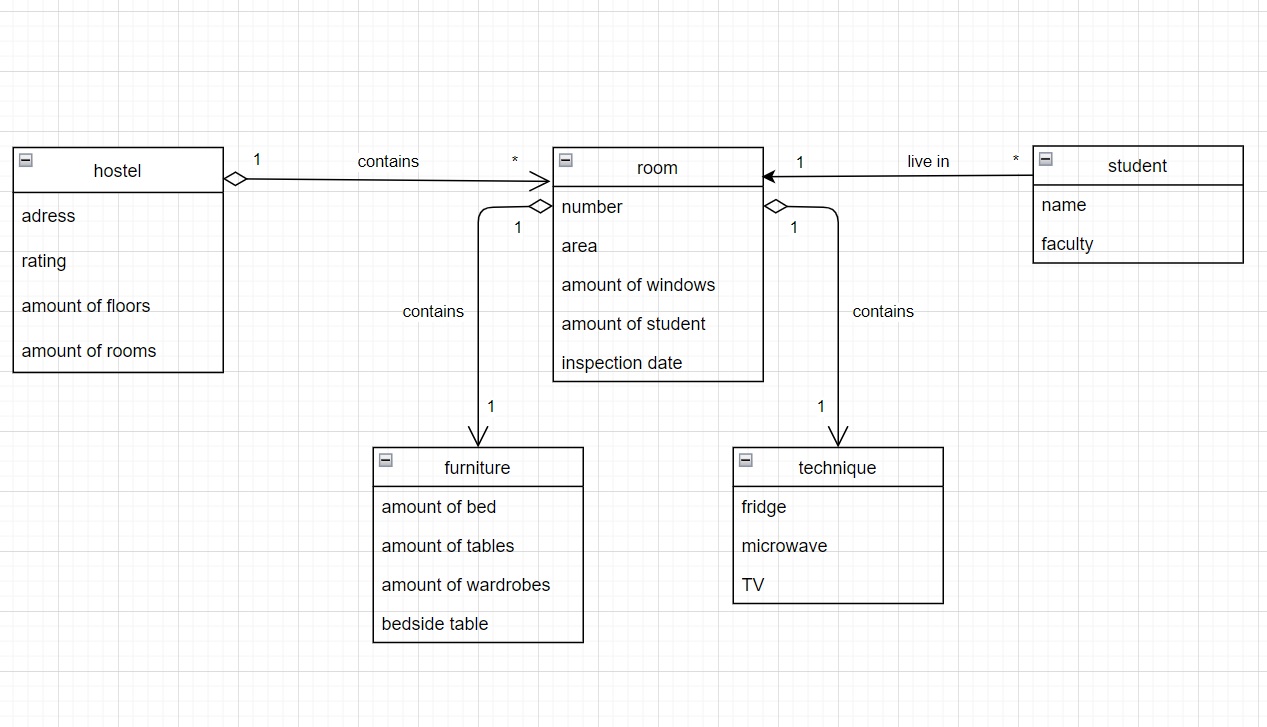 hostel
adress
rating
amount of floors
amount of rooms
1
contains
*
room
number
area
amount of windows
amount of student
inspection date
1
live in
*
student
name
faculty
1
contains
1
furniture
amount of bed
amount of tables
amount of wardrobes
bedside table
1
contains
1
technique
fridge
microwave
TV